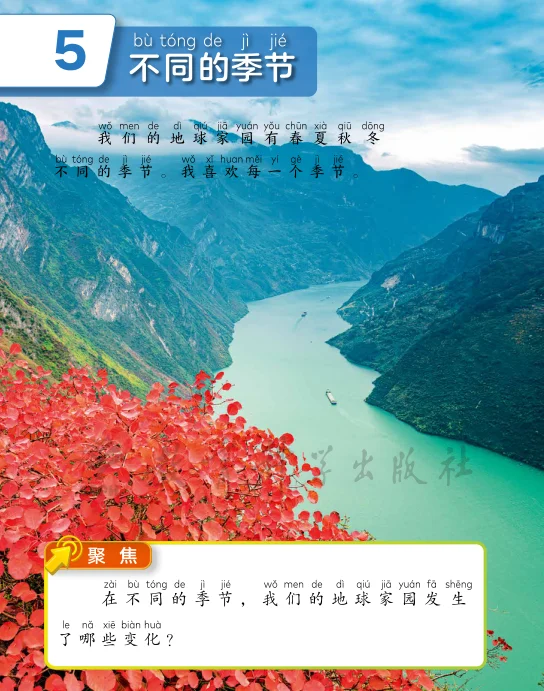 5
bù tóng de jì jié
不同的季节
wǒ men de dì qiú jiā yuán yǒu chūn xià qiū dōng
我们的地球家园有春夏秋冬
bù tóng de jì jié wǒ xǐ huan měi yí gè jì jié
不同的季节。我喜欢每一个季节。
学出版社
聚焦
zài bù tóng de jì jié wǒ men de dì qiú jiā yuán fā shēng
在不同的季节，我们的地球家园发生
le nǎ xiē biàn huà
了哪些变化？